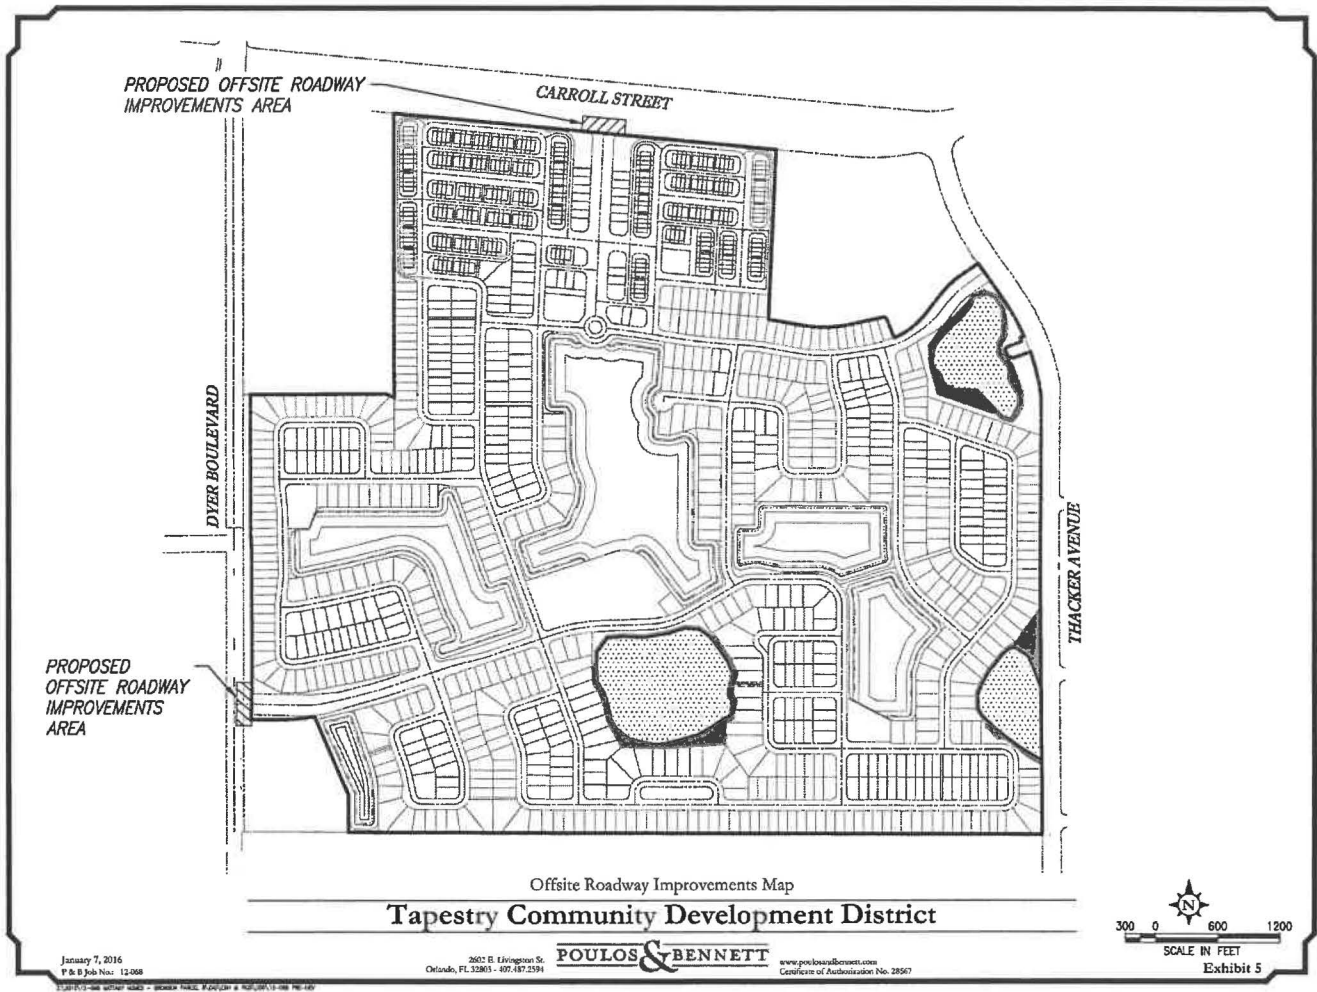 PROPOSED OFFSITE ROADWAY
IMPROVEMENTS AREA
CARROLL STREET
DYER BOULEVARD
THACKER AVENUE
PROPOSED
OFFSITE ROADWAY
IMPROVEMENTS
AREA
Offsite Roadway Improvements Map
Tapestry Community Development District
January 7, 2016
P & B Job No.: 12-068
2602 E. Livingston St.
Orlando, FL 32803 - 407.487.2594
POULOS & BENNETT
www.poulosandbennett.com
Certificate of Authorization No. 28567
N
300 0 600 1200
SCALE IN FEET
Exhibit 5